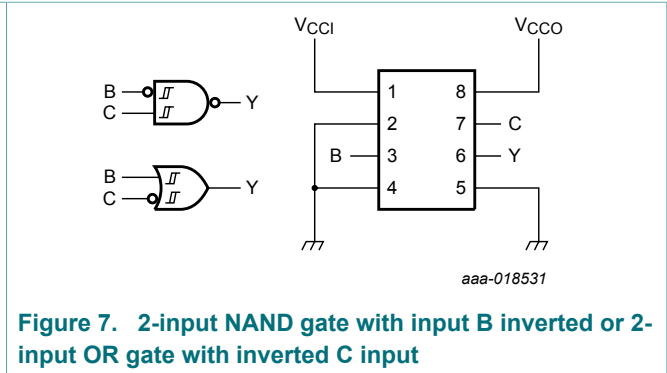 VCCI VCCO
B
C
Y
B
C
Y
1 8
2 7 C
B 3 6 Y
4 5
aaa-018531
Figure 7. 2-input NAND gate with input B inverted or 2-
input OR gate with inverted C input